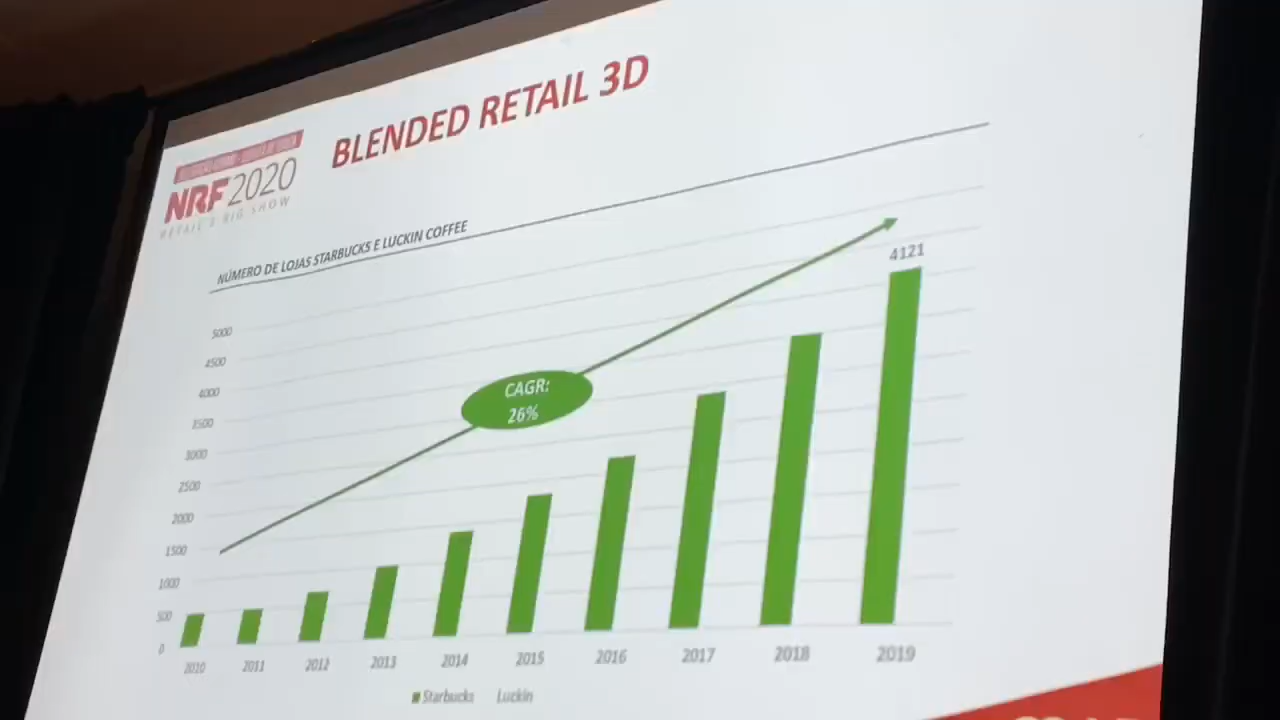 BLENDED RETAIL 3D
NRF 2020
RETAIL'S BIG SHOW
NÚMERO DE LOJAS STARBUCKS E LUCKIN COFFEE
5000
4500
4000
3500
3000
2500
2000
1500
1000
500
0
4121
CAGR:
26%
2010 2011 2012 2013 2014 2015 2016 2017 2018 2019
Starbucks Luckin